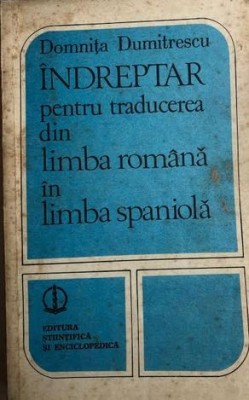 Domnița Dumitrescu
ÎNDREPTAR
pentru traducerea
din
limba română
în
limba spaniolă
EDITURA
ȘTIINȚIFICĂ
ȘI ENCICLOPEDICĂ